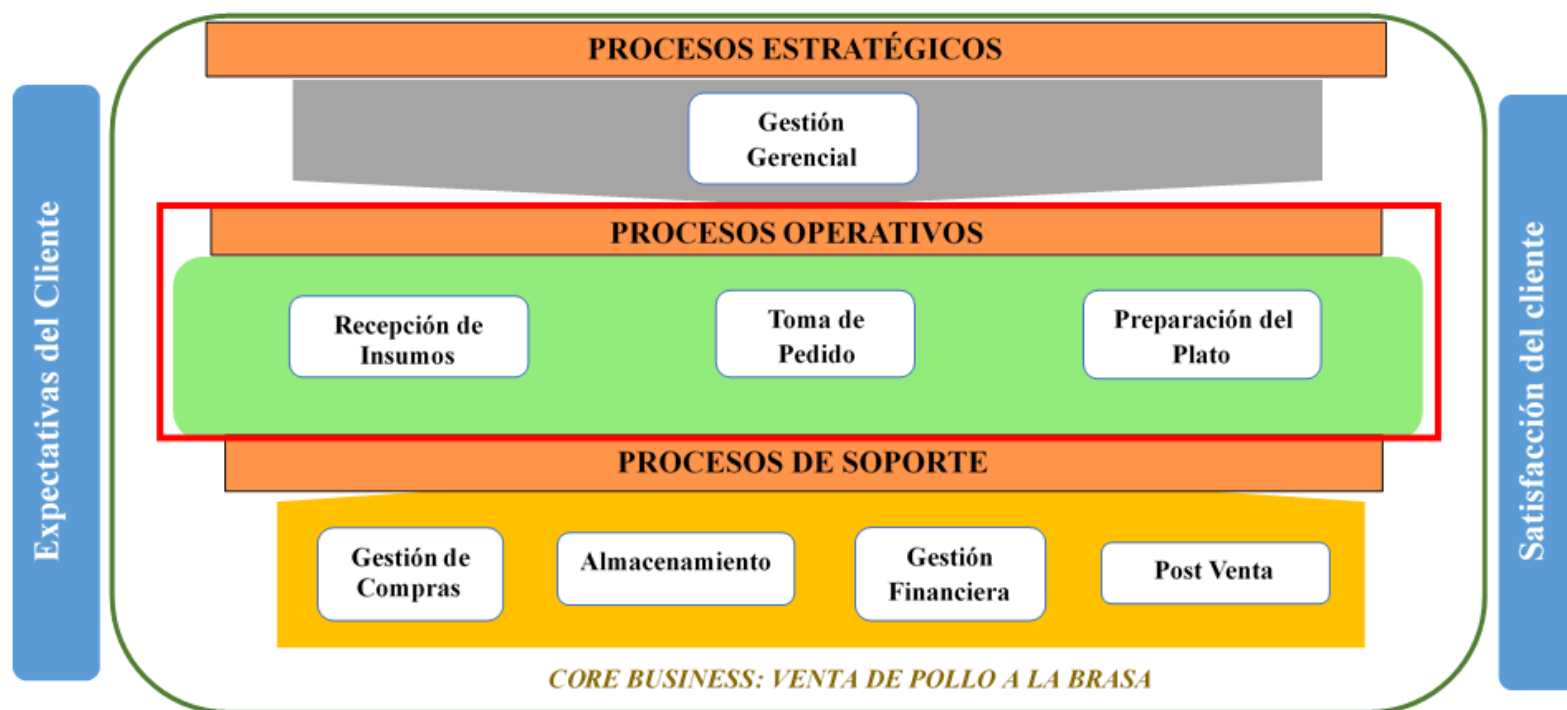 PROCESOS ESTRATÉGICOS
Gestión
Gerencial
Expectativas del Cliente
PROCESOS OPERATIVOS
Recepción de
Insumos
Toma de
Pedido
Preparación del
Plato
Satisfacción del cliente
PROCESOS DE SOPORTE
Gestión de
Compras
Almacenamiento
Gestión
Financiera
Post Venta
CORE BUSINESS: VENTA DE POLLO A LA BRASA